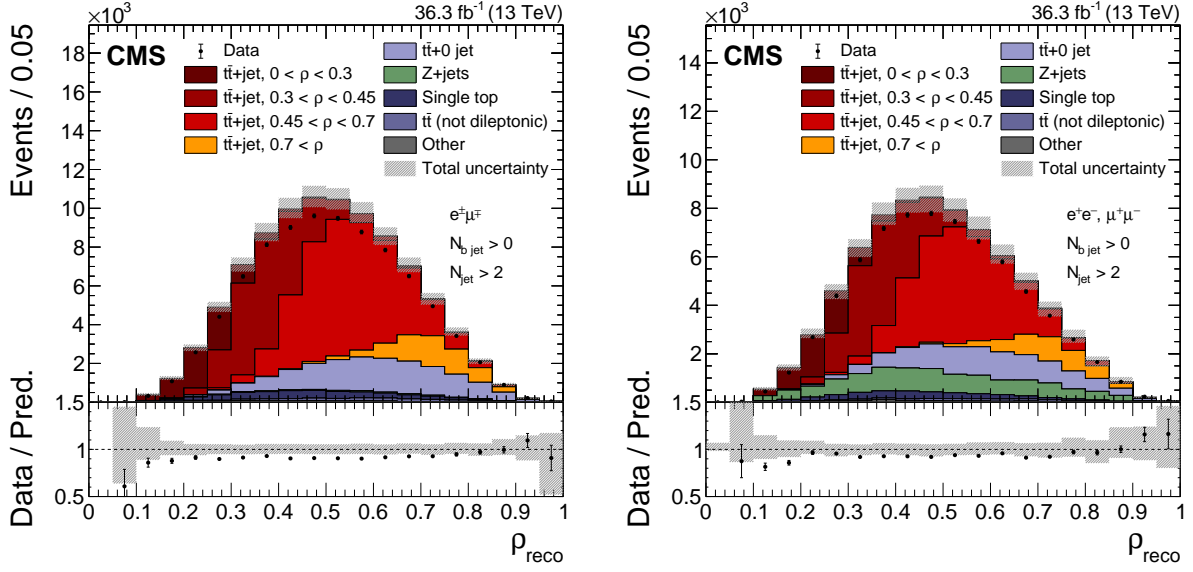 ×10³ 36.3 fb⁻¹ (13 TeV)
CMS
Data
tt̄+jet, 0 < ρ < 0.3
tt̄+jet, 0.3 < ρ < 0.45
tt̄+jet, 0.45 < ρ < 0.7
tt̄+jet, 0.7 < ρ
tt̄+0 jet
Z+jets
Single top
tt̄ (not dileptonic)
Other
Total uncertainty
e±μ∓
N_b jet > 0
N_jet > 2
Events / 0.05
18
16
14
12
10
8
6
4
2
Data / Pred.
1.5
1
0.5
0 0.1 0.2 0.3 0.4 0.5 0.6 0.7 0.8 0.9 1
ρ_reco
×10³ 36.3 fb⁻¹ (13 TeV)
CMS
Data
tt̄+jet, 0 < ρ < 0.3
tt̄+jet, 0.3 < ρ < 0.45
tt̄+jet, 0.45 < ρ < 0.7
tt̄+jet, 0.7 < ρ
tt̄+0 jet
Z+jets
Single top
tt̄ (not dileptonic)
Other
Total uncertainty
e⁺e⁻, μ⁺μ⁻
N_b jet > 0
N_jet > 2
Events / 0.05
14
12
10
8
6
4
2
Data / Pred.
1.5
1
0.5
0 0.1 0.2 0.3 0.4 0.5 0.6 0.7 0.8 0.9 1
ρ_reco